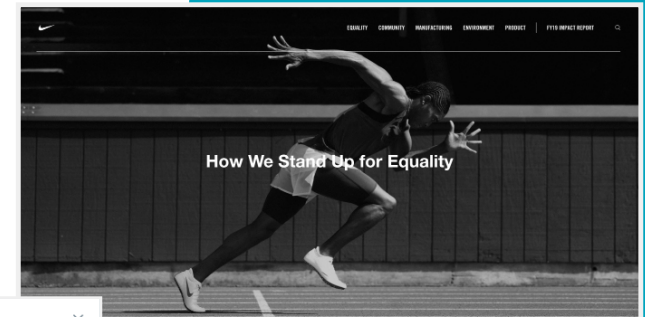 EQUALITY COMMUNITY MANUFACTURING ENVIRONMENT PRODUCT FY19 IMPACT REPORT
How We Stand Up for Equality